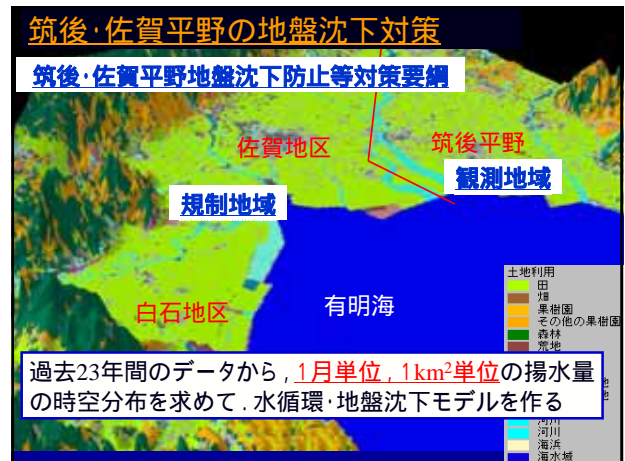 筑後･佐賀平野の地盤沈下対策
筑後･佐賀平野地盤沈下防止等対策要綱
佐賀地区
筑後平野
観測地域
規制地域
白石地区
有明海
土地利用
田
畑
果樹園
その他の果樹園
森林
荒地
地
地
河川
河川
海浜
海水域
過去23年間のデータから,1月単位,1km²単位の揚水量
の時空分布を求めて.水循環･地盤沈下モデルを作る